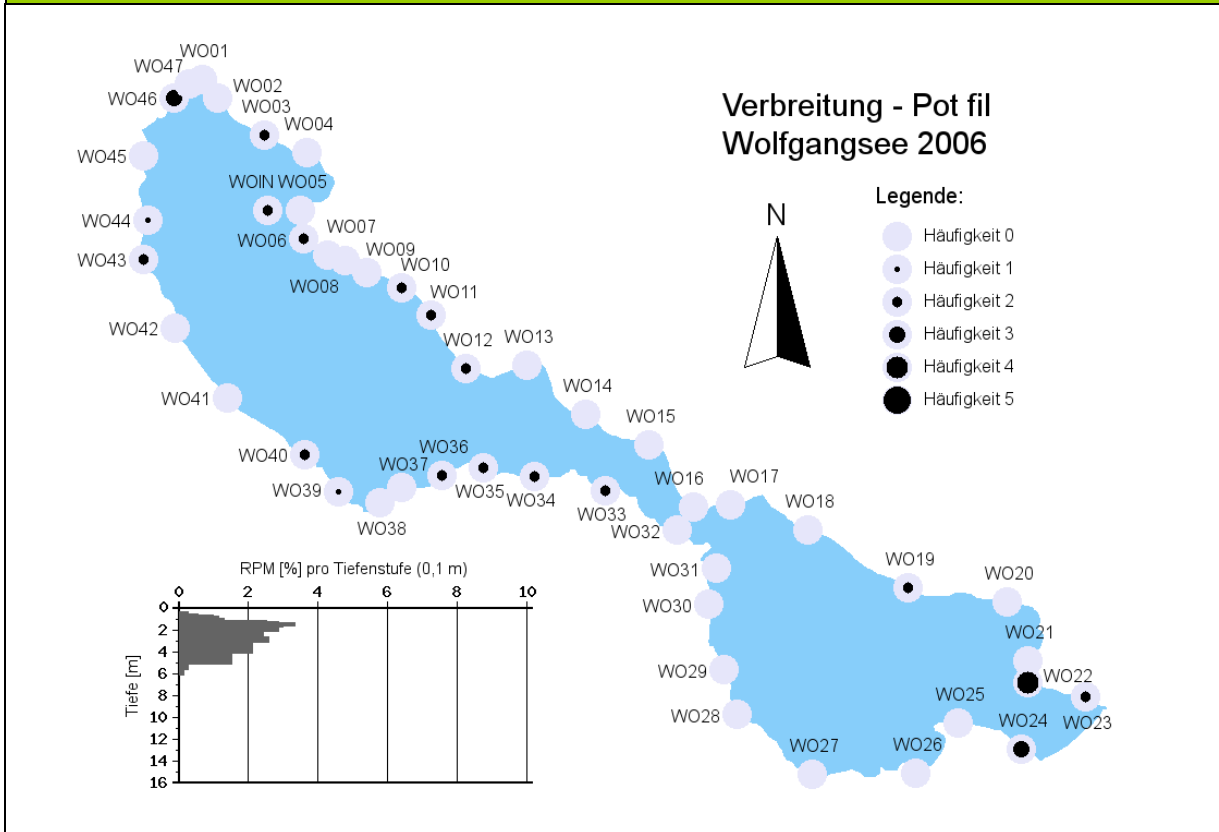 Verbreitung - Pot fil
Wolfgangsee 2006
Legende:
Häufigkeit 0
Häufigkeit 1
Häufigkeit 2
Häufigkeit 3
Häufigkeit 4
Häufigkeit 5
N
WO01
WO47
WO02
WO46
WO03
WO04
WO45
WOIN
WO05
WO44
WO06
WO07
WO43
WO08
WO09
WO10
WO11
WO42
WO12
WO13
WO41
WO14
WO15
WO40
WO36
WO37
WO39
WO35
WO34
WO38
WO33
WO16
WO17
WO32
WO18
WO31
WO19
WO20
WO30
WO21
WO29
WO22
WO28
WO25
WO24
WO23
WO27
WO26
RPM [%] pro Tiefenstufe (0,1 m)
0 2 4 6 8 10
Tiefe [m]
0
2
4
6
8
10
12
14
16